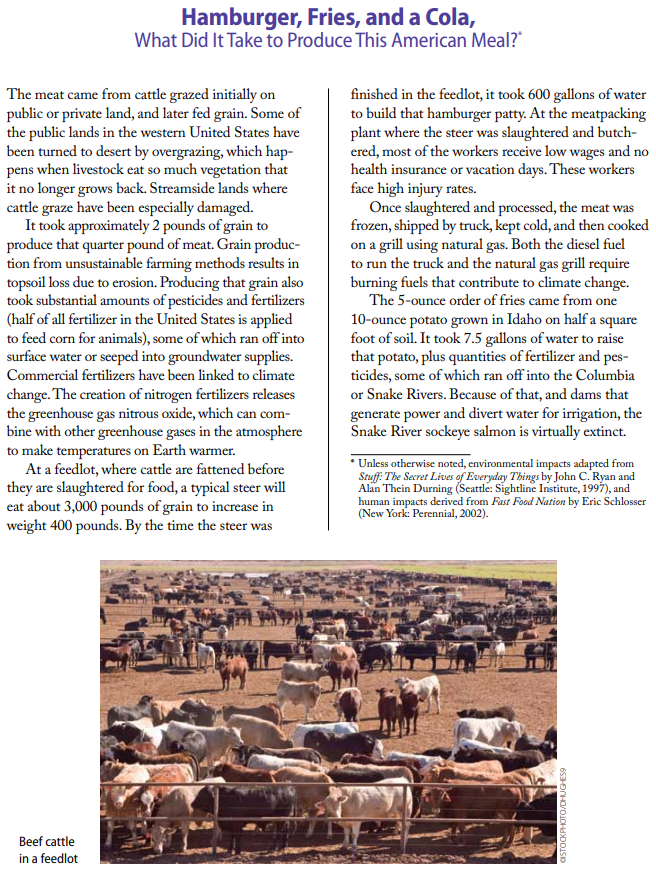 Hamburger, Fries, and a Cola,
What Did It Take to Produce This American Meal?*
The meat came from cattle grazed initially on
public or private land, and later fed grain. Some of
the public lands in the western United States have
been turned to desert by overgrazing, which hap-
pens when livestock eat so much vegetation that
it no longer grows back. Streamside lands where
cattle graze have been especially damaged.
It took approximately 2 pounds of grain to
produce that quarter pound of meat. Grain produc-
tion from unsustainable farming methods results in
topsoil loss due to erosion. Producing that grain also
took substantial amounts of pesticides and fertilizers
(half of all fertilizer in the United States is applied
to feed corn for animals), some of which ran off into
surface water or seeped into groundwater supplies.
Commercial fertilizers have been linked to climate
change. The creation of nitrogen fertilizers releases
the greenhouse gas nitrous oxide, which can com-
bine with other greenhouse gases in the atmosphere
to make temperatures on Earth warmer.
At a feedlot, where cattle are fattened before
they are slaughtered for food, a typical steer will
eat about 3,000 pounds of grain to increase in
weight 400 pounds. By the time the steer was
finished in the feedlot, it took 600 gallons of water
to build that hamburger patty. At the meatpacking
plant where the steer was slaughtered and butch-
ered, most of the workers receive low wages and no
health insurance or vacation days. These workers
face high injury rates.
Once slaughtered and processed, the meat was
frozen, shipped by truck, kept cold, and then cooked
on a grill using natural gas. Both the diesel fuel
to run the truck and the natural gas grill require
burning fuels that contribute to climate change.
The 5-ounce order of fries came from one
10-ounce potato grown in Idaho on half a square
foot of soil. It took 7.5 gallons of water to raise
that potato, plus quantities of fertilizer and pes-
ticides, some of which ran off into the Columbia
or Snake Rivers. Because of that, and dams that
generate power and divert water for irrigation, the
Snake River sockeye salmon is virtually extinct.
* Unless otherwise noted, environmental impacts adapted from
Stuff: The Secret Lives of Everyday Things by John C. Ryan and
Alan Thein Durning (Seattle: Sightline Institute, 1997), and
human impacts derived from Fast Food Nation by Eric Schlosser
(New York: Perennial, 2002).
Beef cattle
in a feedlot
©ISTOCKPHOTO/DHUGHES9